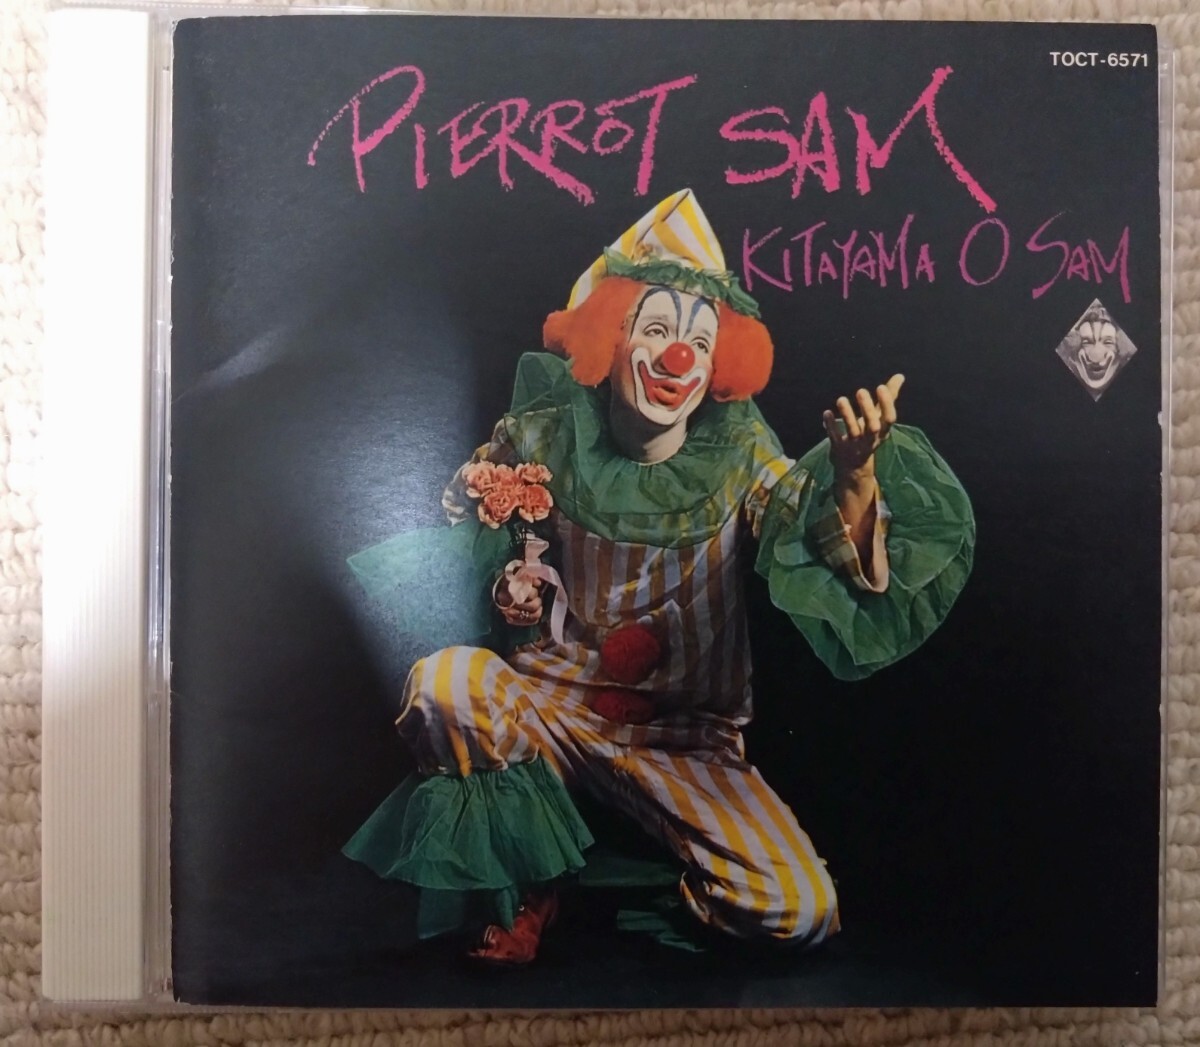 TOCT-6571
PIERROT SAM
KITAYAMA O SAM